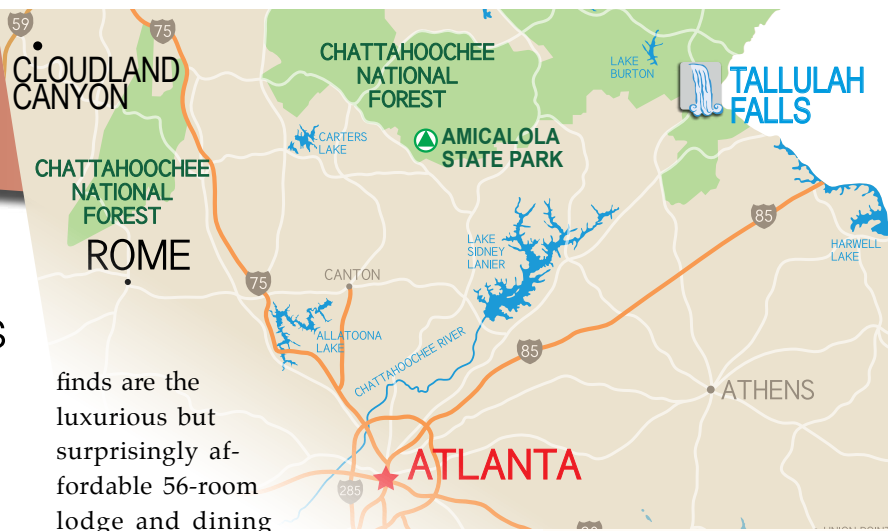 59
75
CLOUDLAND
CANYON
CHATTAHOOCHEE
NATIONAL
FOREST
LAKE
BURTON
TALLULAH
FALLS
CARTERS
LAKE
AMICALOLA
STATE PARK
CHATTAHOOCHEE
NATIONAL
FOREST
85
ROME
LAKE
SIDNEY
LANIER
HARWELL
LAKE
75
CANTON
S
ALLATOONA
LAKE
CHATTAHOOCHEE RIVER
85
finds are the
luxurious but
surprisingly af-
fordable 56-room
lodge and dining
ATHENS
ATLANTA
285